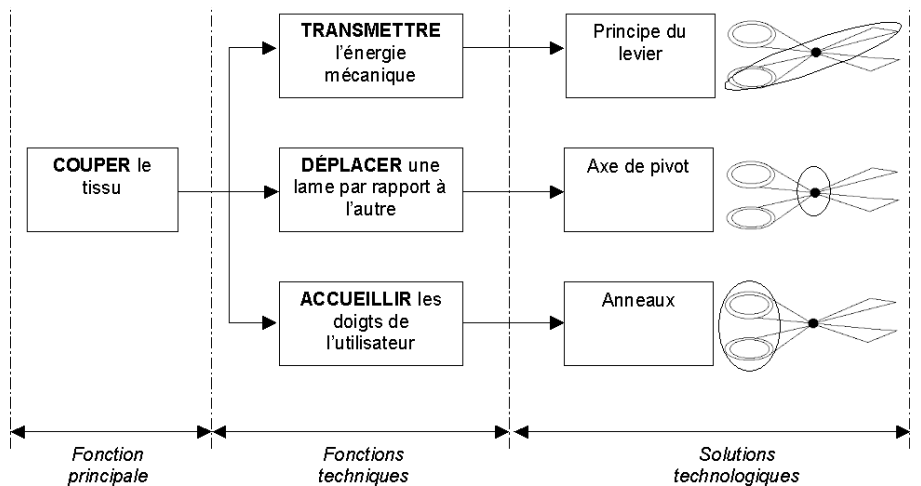 TRANSMETTRE
l'énergie
mécanique
Principe du
levier
COUPER le
tissu
DÉPLACER une
lame par rapport à
l'autre
Axe de pivot
ACCUEILLIR les
doigts de
l'utilisateur
Anneaux
Fonction
principale
Fonctions
techniques
Solutions
technologiques